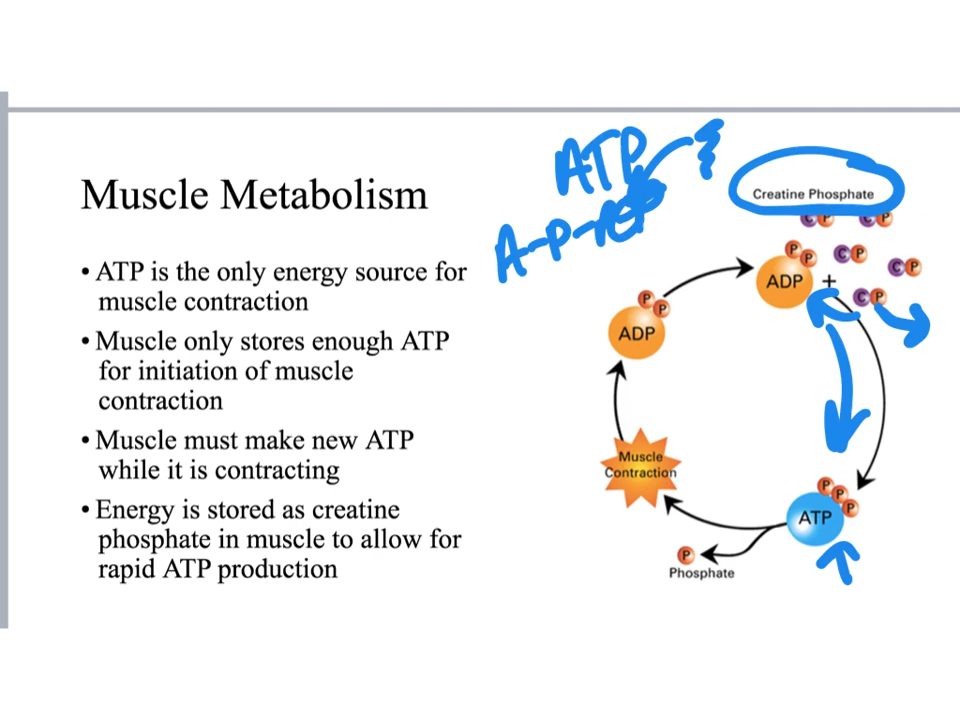 Muscle Metabolism
• ATP is the only energy source for
muscle contraction
• Muscle only stores enough ATP
for initiation of muscle
contraction
• Muscle must make new ATP
while it is contracting
• Energy is stored as creatine
phosphate in muscle to allow for
rapid ATP production
ATP
A-P-
Creatine Phosphate
C P C P
P P C P
C P
ADP +
C P
P P
ADP
Muscle
Contraction
P P P
ATP
P
Phosphate